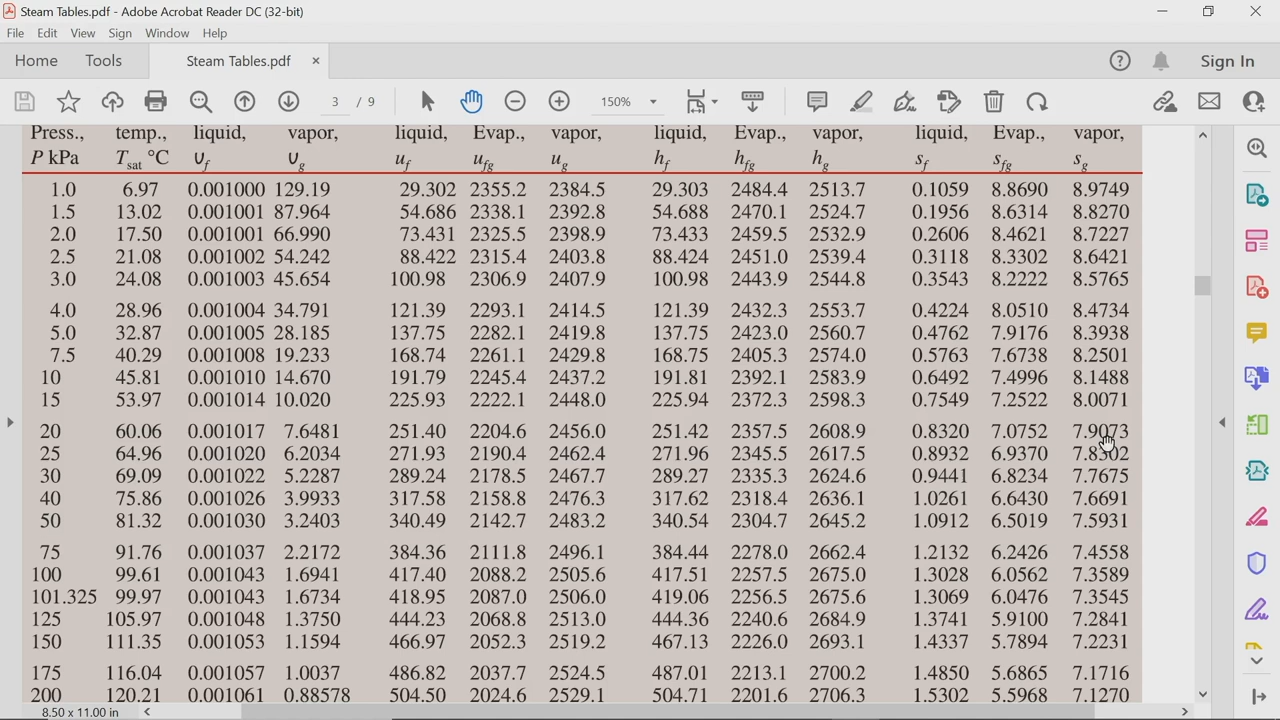 Steam Tables.pdf - Adobe Acrobat Reader DC (32-bit)
File Edit View Sign Window Help
Home Tools Steam Tables.pdf × Sign In
3 / 9 150%
Press., temp., liquid, vapor, liquid, Evap., vapor, liquid, Evap., vapor, liquid, Evap., vapor,
P kPa Tsat °C υf υg uf ufg ug hf hfg hg sf sfg sg
1.0 6.97 0.001000 129.19 29.302 2355.2 2384.5 29.303 2484.4 2513.7 0.1059 8.8690 8.9749
1.5 13.02 0.001001 87.964 54.686 2338.1 2392.8 54.688 2470.1 2524.7 0.1956 8.6314 8.8270
2.0 17.50 0.001001 66.990 73.431 2325.5 2398.9 73.433 2459.5 2532.9 0.2606 8.4621 8.7227
2.5 21.08 0.001002 54.242 88.422 2315.4 2403.8 88.424 2451.0 2539.4 0.3118 8.3302 8.6421
3.0 24.08 0.001003 45.654 100.98 2306.9 2407.9 100.98 2443.9 2544.8 0.3543 8.2222 8.5765
4.0 28.96 0.001004 34.791 121.39 2293.1 2414.5 121.39 2432.3 2553.7 0.4224 8.0510 8.4734
5.0 32.87 0.001005 28.185 137.75 2282.1 2419.8 137.75 2423.0 2560.7 0.4762 7.9176 8.3938
7.5 40.29 0.001008 19.233 168.74 2261.1 2429.8 168.75 2405.3 2574.0 0.5763 7.6738 8.2501
10 45.81 0.001010 14.670 191.79 2245.4 2437.2 191.81 2392.1 2583.9 0.6492 7.4996 8.1488
15 53.97 0.001014 10.020 225.93 2222.1 2448.0 225.94 2372.3 2598.3 0.7549 7.2522 8.0071
20 60.06 0.001017 7.6481 251.40 2204.6 2456.0 251.42 2357.5 2608.9 0.8320 7.0752 7.9073
25 64.96 0.001020 6.2034 271.93 2190.4 2462.4 271.96 2345.5 2617.5 0.8932 6.9370 7.8302
30 69.09 0.001022 5.2287 289.24 2178.5 2467.7 289.27 2335.3 2624.6 0.9441 6.8234 7.7675
40 75.86 0.001026 3.9933 317.58 2158.8 2476.3 317.62 2318.4 2636.1 1.0261 6.6430 7.6691
50 81.32 0.001030 3.2403 340.49 2142.7 2483.2 340.54 2304.7 2645.2 1.0912 6.5019 7.5931
75 91.76 0.001037 2.2172 384.36 2111.8 2496.1 384.44 2278.0 2662.4 1.2132 6.2426 7.4558
100 99.61 0.001043 1.6941 417.40 2088.2 2505.6 417.51 2257.5 2675.0 1.3028 6.0562 7.3589
101.325 99.97 0.001043 1.6734 418.95 2087.0 2506.0 419.06 2256.5 2675.6 1.3069 6.0476 7.3545
125 105.97 0.001048 1.3750 444.23 2068.8 2513.0 444.36 2240.6 2684.9 1.3741 5.9100 7.2841
150 111.35 0.001053 1.1594 466.97 2052.3 2519.2 467.13 2226.0 2693.1 1.4337 5.7894 7.2231
175 116.04 0.001057 1.0037 486.82 2037.7 2524.5 487.01 2213.1 2700.2 1.4850 5.6865 7.1716
200 120.21 0.001061 0.88578 504.50 2024.6 2529.1 504.71 2201.6 2706.3 1.5302 5.5968 7.1270
8.50 x 11.00 in